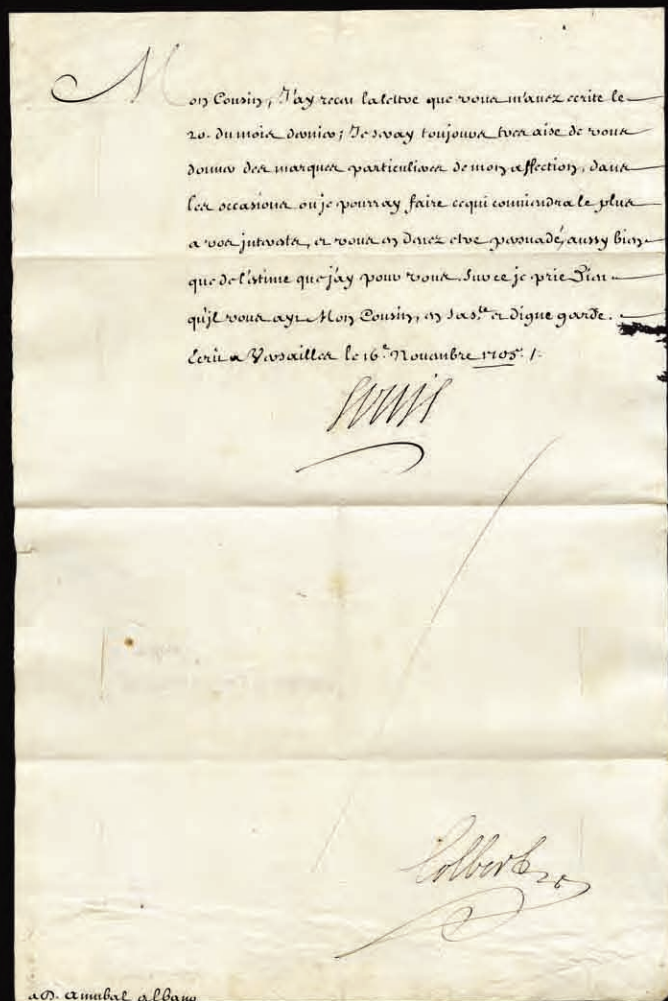 Mon Cousin, J'ay receu la lettre que vous m'avez ecrite le
20. du mois dernier; Je seray toujours tres aise de vous
donner des marques particulieres de mon affection, dans
les occasions ou je pourray faire ce qui conviendra le plus
a vos interests, et vous en devez etre persuadé, aussy bien
que de l'estime que j'ay pour vous. Sur ce je prie Dieu
qu'il vous ayt Mon Cousin, en sa s.te et digne garde.
Ecrit a Versailles le 16.e Novembre 1705. /.
Louis
Colbert
a D. Annibal Albano